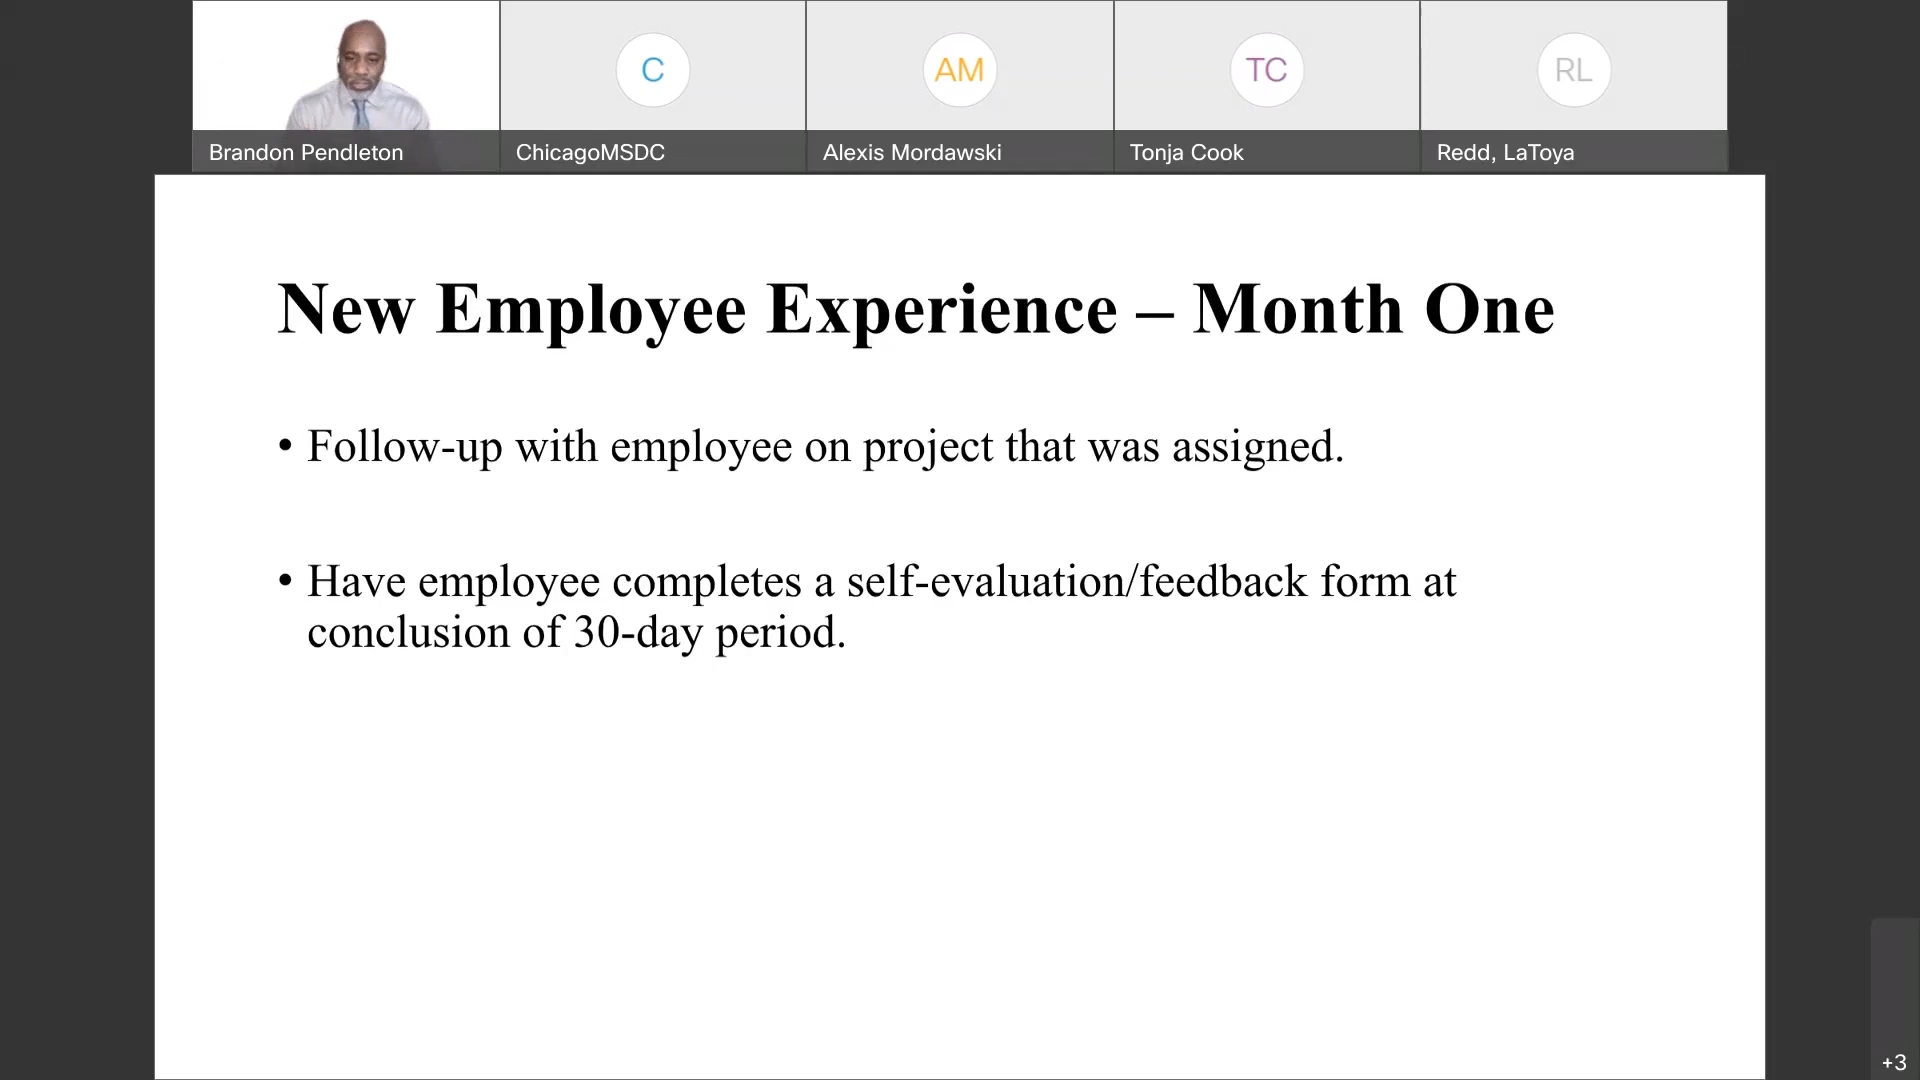 C
AM
TC
RL
Brandon Pendleton
ChicagoMSDC
Alexis Mordawski
Tonja Cook
Redd, LaToya
New Employee Experience – Month One
• Follow-up with employee on project that was assigned.
• Have employee completes a self-evaluation/feedback form at
conclusion of 30-day period.
+3